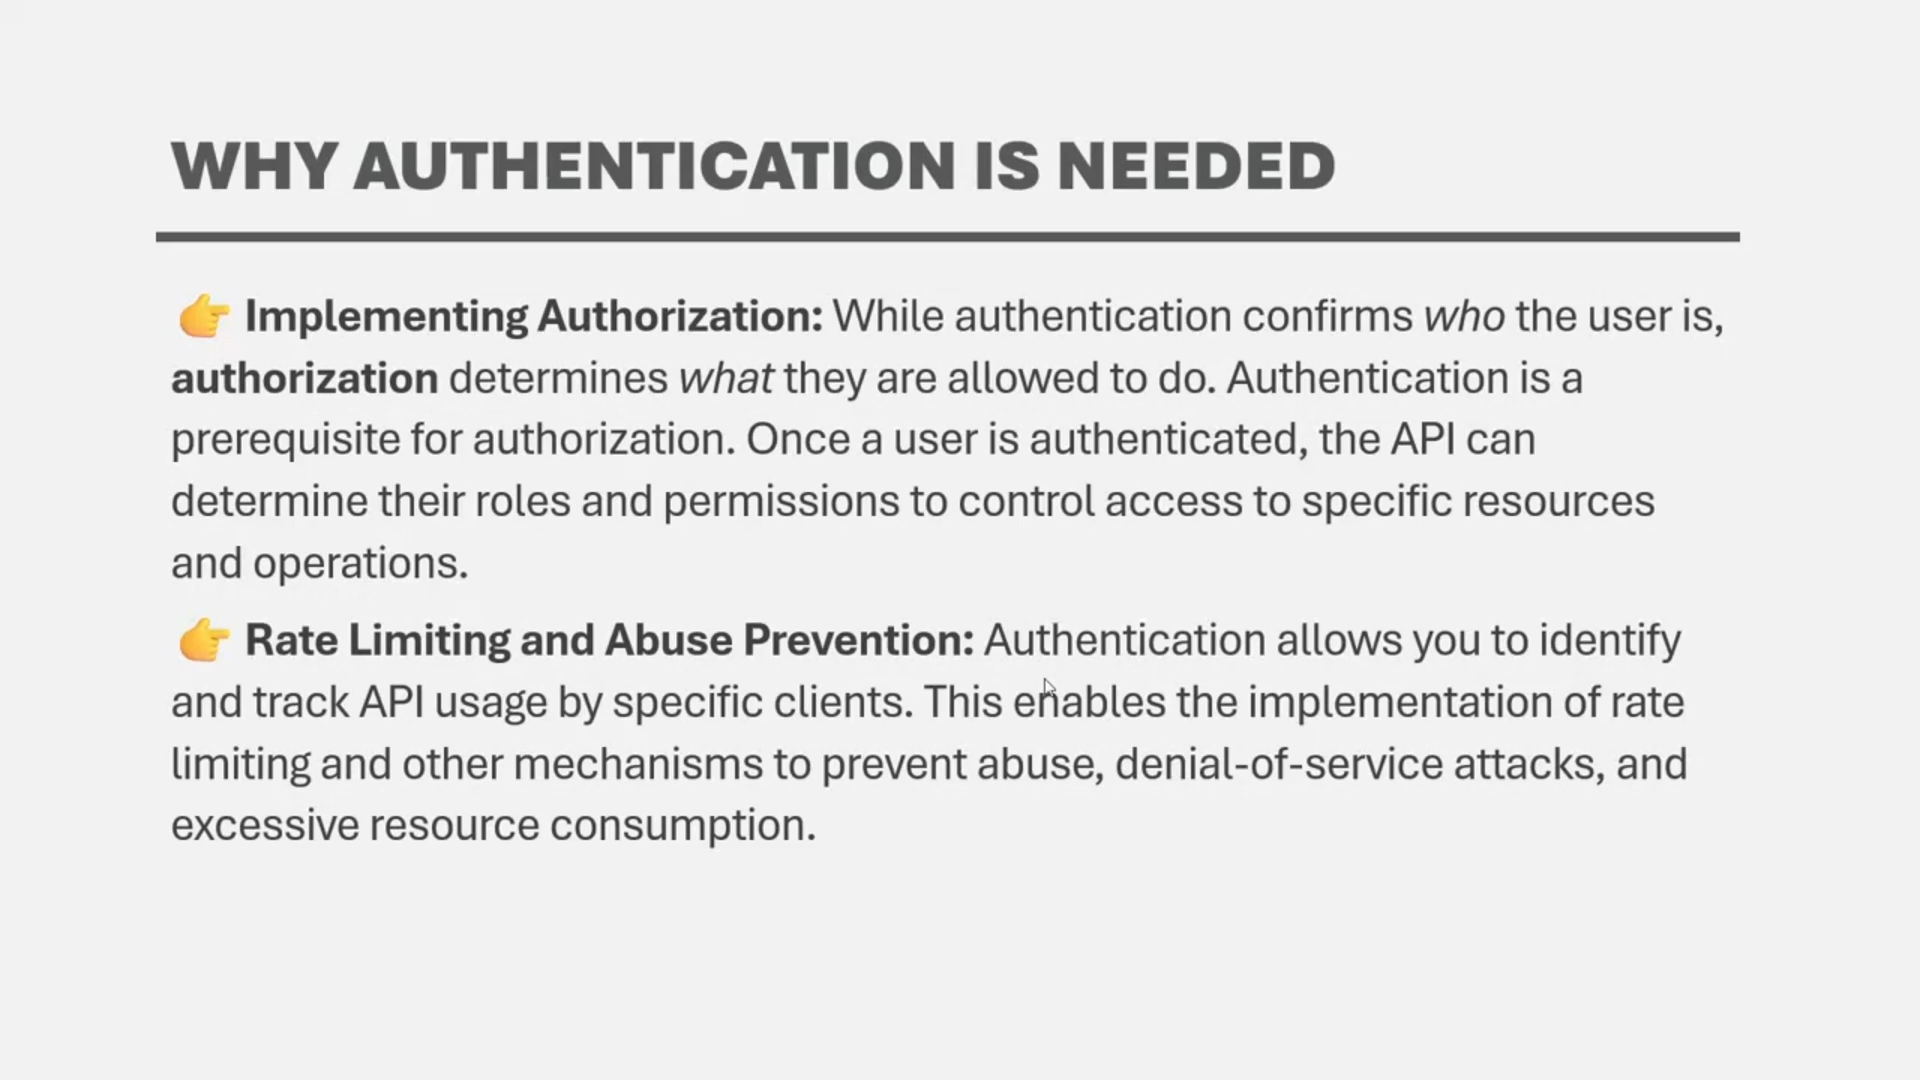 WHY AUTHENTICATION IS NEEDED
👉 Implementing Authorization: While authentication confirms who the user is,
authorization determines what they are allowed to do. Authentication is a
prerequisite for authorization. Once a user is authenticated, the API can
determine their roles and permissions to control access to specific resources
and operations.
👉 Rate Limiting and Abuse Prevention: Authentication allows you to identify
and track API usage by specific clients. This enables the implementation of rate
limiting and other mechanisms to prevent abuse, denial-of-service attacks, and
excessive resource consumption.